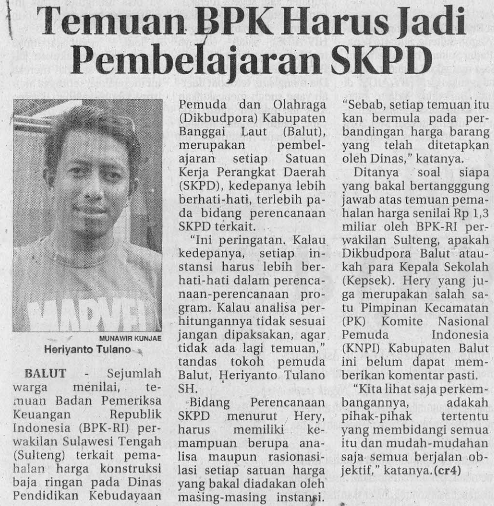 Temuan BPK Harus Jadi
Pembelajaran SKPD
MARVEL
MUNAWIR KUNJAE
Heriyanto Tulano
BALUT - Sejumlah
warga menilai, te-
muan Badan Pemeriksa
Keuangan Republik
Indonesia (BPK-RI) per-
wakilan Sulawesi Tengah
(Sulteng) terkait pema-
halan harga konstruksi
baja ringan pada Dinas
Pendidikan Kebudayaan
Pemuda dan Olahraga
(Dikbudpora) Kabupaten
Banggai Laut (Balut),
merupakan pembel-
ajaran setiap Satuan
Kerja Perangkat Daerah
(SKPD), kedepanya lebih
berhati-hati, terlebih pa-
da bidang perencanaan
SKPD terkait.
"Ini peringatan. Kalau
kedepanya, setiap in-
stansi harus lebih ber-
hati-hati dalam perenca-
naan-perencanaan pro-
gram. Kalau analisa per-
hitungannya tidak sesuai
jangan dipaksakan, agar
tidak ada lagi temuan,"
tandas tokoh pemuda
Balut, Heriyanto Tulano
SH.
Bidang Perencanaan
SKPD menurut Hery,
harus memiliki ke-
mampuan berupa ana-
lisa maupun rasionasi-
lasi setiap satuan harga
yang bakal diadakan oleh
masing-masing instansi.
"Sebab, setiap temuan itu
kan bermula pada per-
bandingan harga barang
yang telah ditetapkan
oleh Dinas," katanya.
Ditanya soal siapa
yang bakal bertangggung
jawab atas temuan pema-
halan harga senilai Rp 1,3
miliar oleh BPK-RI per-
wakilan Sulteng, apakah
Dikbudpora Balut atau-
kah para Kepala Sekolah
(Kepsek). Hery yang ju-
ga merupakan salah sa-
tu Pimpinan Kecamatan
(PK) Komite Nasional
Pemuda Indonesia
(KNPI) Kabupaten Balut
ini belum dapat mem-
berikan komentar pasti.
"Kita lihat saja perkem-
bangannya, adakah
pihak-pihak tertentu
yang membidangi semua
itu dan mudah-mudahan
saja semua berjalan ob-
jektif," katanya.(cr4)